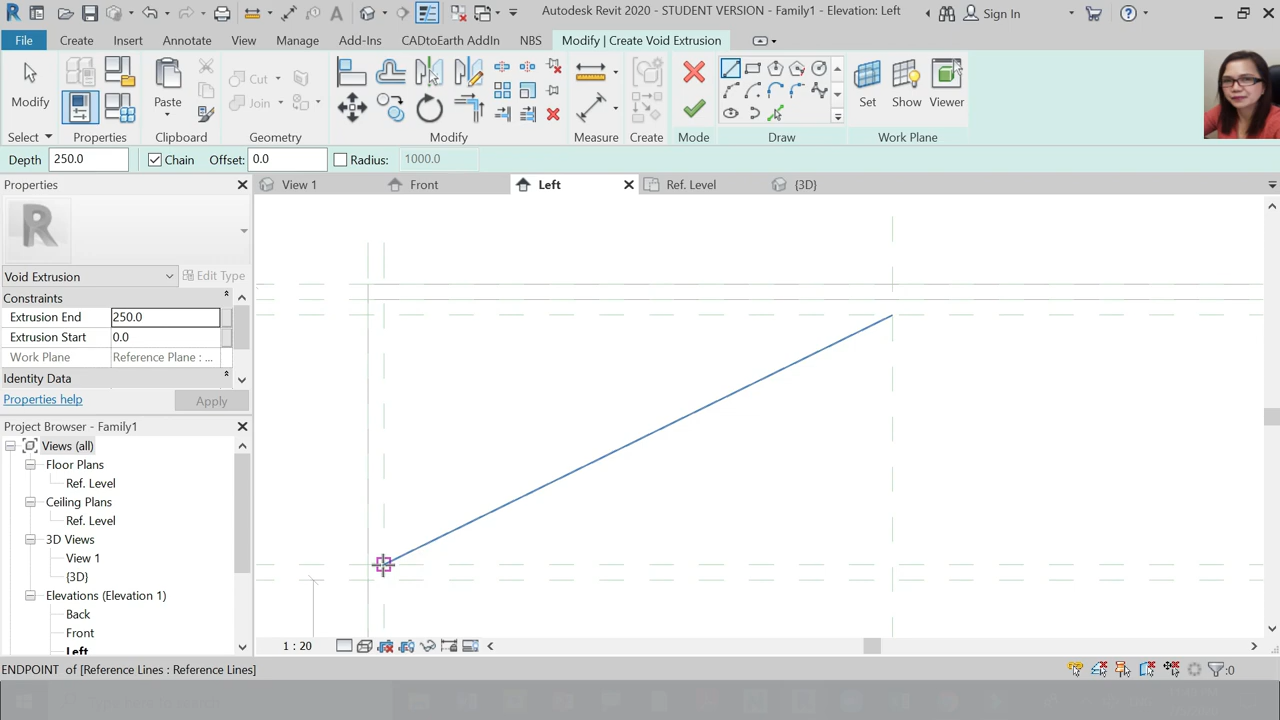 Autodesk Revit 2020 - STUDENT VERSION - Family1 - Elevation: Left
Sign In
File Create Insert Annotate View Manage Add-Ins CADtoEarth AddIn NBS Modify | Create Void Extrusion
Modify
Paste
Cut
Join
Set Show Viewer
Select Properties Clipboard Geometry Modify Measure Create Mode Draw Work Plane
Depth 250.0 Chain Offset: 0.0 Radius: 1000.0
Properties
View 1 Front Left Ref. Level {3D}
R
Void Extrusion Edit Type
Constraints
Extrusion End 250.0
Extrusion Start 0.0
Work Plane Reference Plane : ...
Identity Data
Properties help Apply
Project Browser - Family1
Views (all)
Floor Plans
Ref. Level
Ceiling Plans
Ref. Level
3D Views
View 1
{3D}
Elevations (Elevation 1)
Back
Front
Left
1 : 20
ENDPOINT of [Reference Lines : Reference Lines]
:0